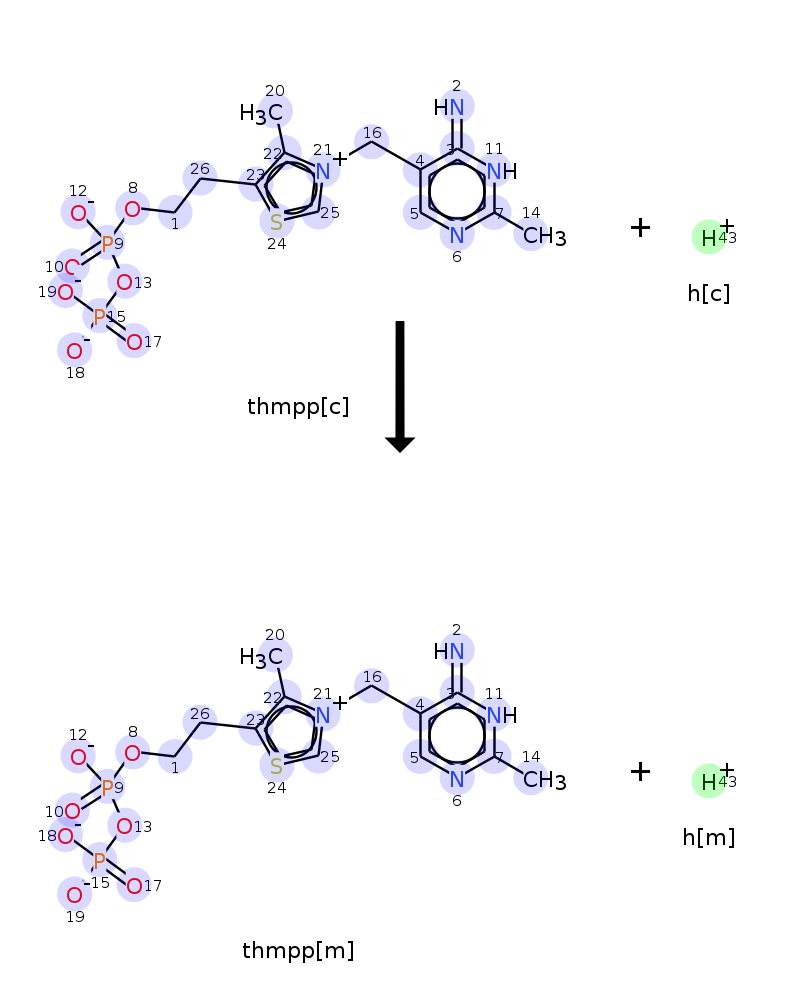 20
2
H3C
HN
22
21
N
+
16
3
11
4
NH
26
23
12
8
O
-
O
1
S
25
24
5
7
14
N
CH3
6
+
H
+
43
P
9
10
O
h[c]
19
O
-
O
13
P
15
O
-
O
17
18
thmpp[c]
20
2
H3C
HN
22
21
N
+
16
3
11
4
NH
26
23
12
8
O
-
O
1
S
25
24
5
7
14
N
CH3
6
+
H
+
43
P
9
10
O
h[m]
18
O
-
O
13
P
-
15
O
O
17
19
thmpp[m]